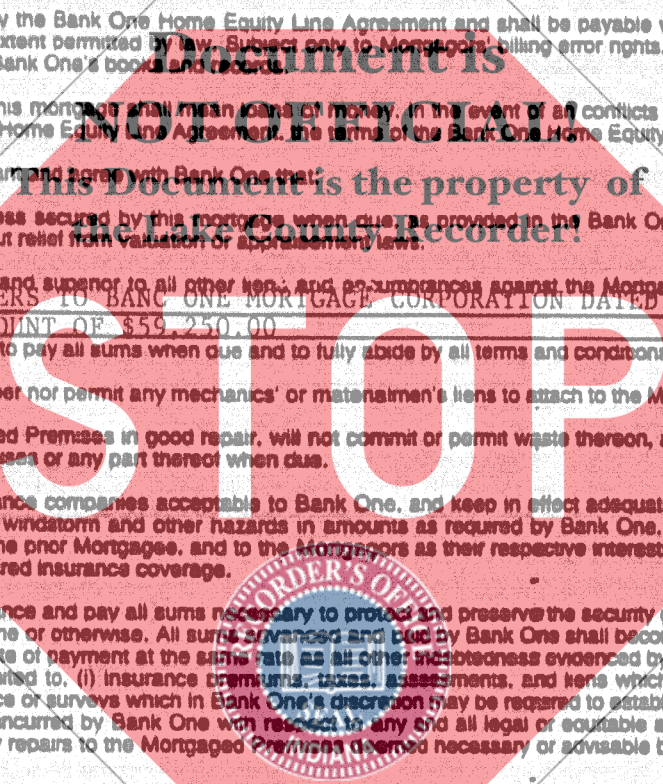 y the Bank One Home Equity Line Agreement and shall be payable
xtent permitted by law. Subject only to Mortgagors' billing error rights,
Bank One's books and records.
Document is
NOT OFFICIAL!
This Document is the property of
the Lake County Recorder!
his mortgage shall mean loans of money. In the event of any conflicts
Home Equity Line Agreement, the terms of the Bank One Home Equity
and agree with Bank One that:
ess secured by this mortgage, when due, as provided in the Bank
ut relief from valuation or appraisement laws.
and superior to all other liens and encumbrances against the
ERS TO BANC ONE MORTGAGE CORPORATION DATED
OUNT OF $59,250.00
to pay all sums when due and to fully abide by all terms and conditions
STOP
per nor permit any mechanics' or materialmen's liens to attach to the M
ed Premises in good repair, will not commit or permit waste thereon,
ses or any part thereof when due.
ance companies acceptable to Bank One, and keep in effect adequat
windstorm and other hazards in amounts as required by Bank One,
he prior Mortgagee, and to the Mortgagors as their respective interest
red insurance coverage.
ance and pay all sums necessary to protect and preserve the security
ne or otherwise. All sums advanced and paid by Bank One shall beco
te of payment at the same rate as all other indebtedness evidenced by
ited to, (i) insurance premiums, taxes, assessments, and liens which
ce or surveys which in Bank One's discretion may be required to establ
incurred by Bank One with respect to any and all legal or equitable
repairs to the Mortgaged Premises deemed necessary or advisable b
RECORDER'S OF
INDIANA